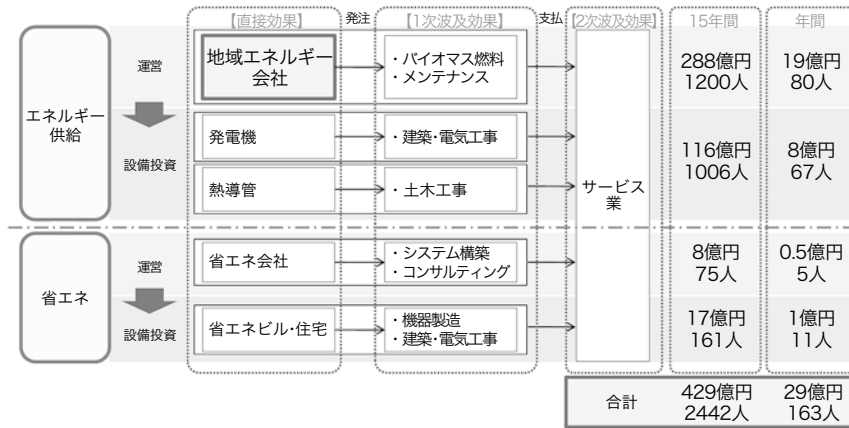 【直接効果】 発注 【1次波及効果】 支払 【2次波及効果】 15年間 年間
エネルギー
供給
運営
地域エネルギー
会社
・バイオマス燃料
・メンテナンス
288億円
1200人
19億円
80人
設備投資
発電機
・建築・電気工事
熱導管
・土木工事
116億円
1006人
8億円
67人
サービス
業
省エネ
運営
省エネ会社
・システム構築
・コンサルティング
8億円
75人
0.5億円
5人
設備投資
省エネビル・住宅
・機器製造
・建築・電気工事
17億円
161人
1億円
11人
合計
429億円
2442人
29億円
163人